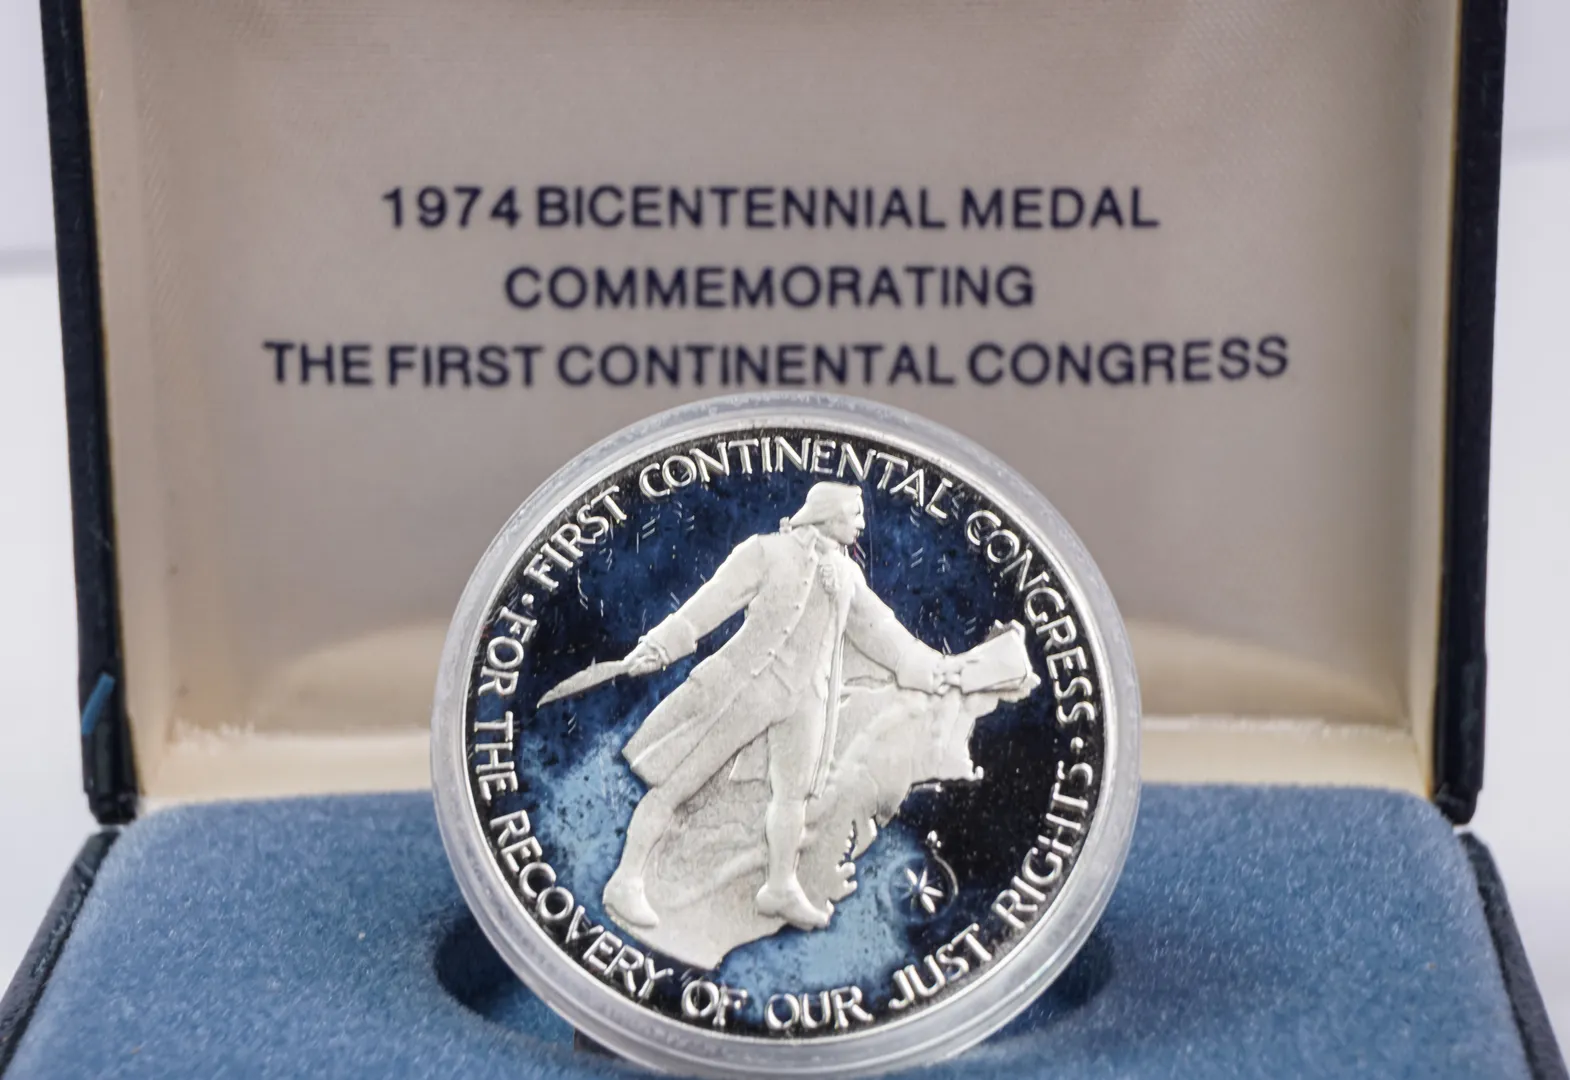 1974 BICENTENNIAL MEDAL
COMMEMORATING
THE FIRST CONTINENTAL CONGRESS
· FIRST CONTINENTAL CONGRESS ·
FOR THE RECOVERY OF OUR JUST RIGHTS